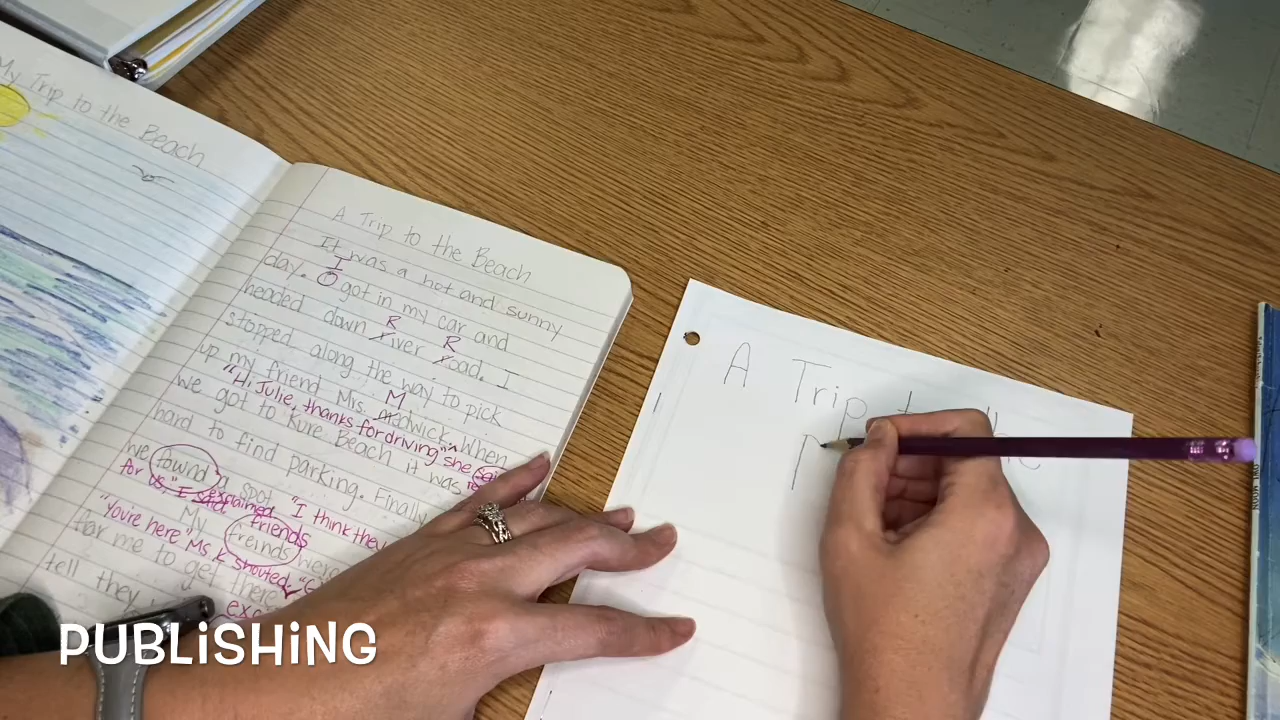 My Trip to the Beach
A Trip to the Beach
It was a hot and sunny
day. I got in my car and
headed down River Road. I
stopped along the way to pick
up my friend Mrs. Medwick. When
"Hi Julie, thanks for driving" she
we got to Kure Beach it was
hard to find parking. Finally
we found a spot.
for us," I said explained "I think they
My friends
freinds were
"You're here" Ms. K shouted.
for me to get there
tell they
A Trip
PUBLiSHiNG